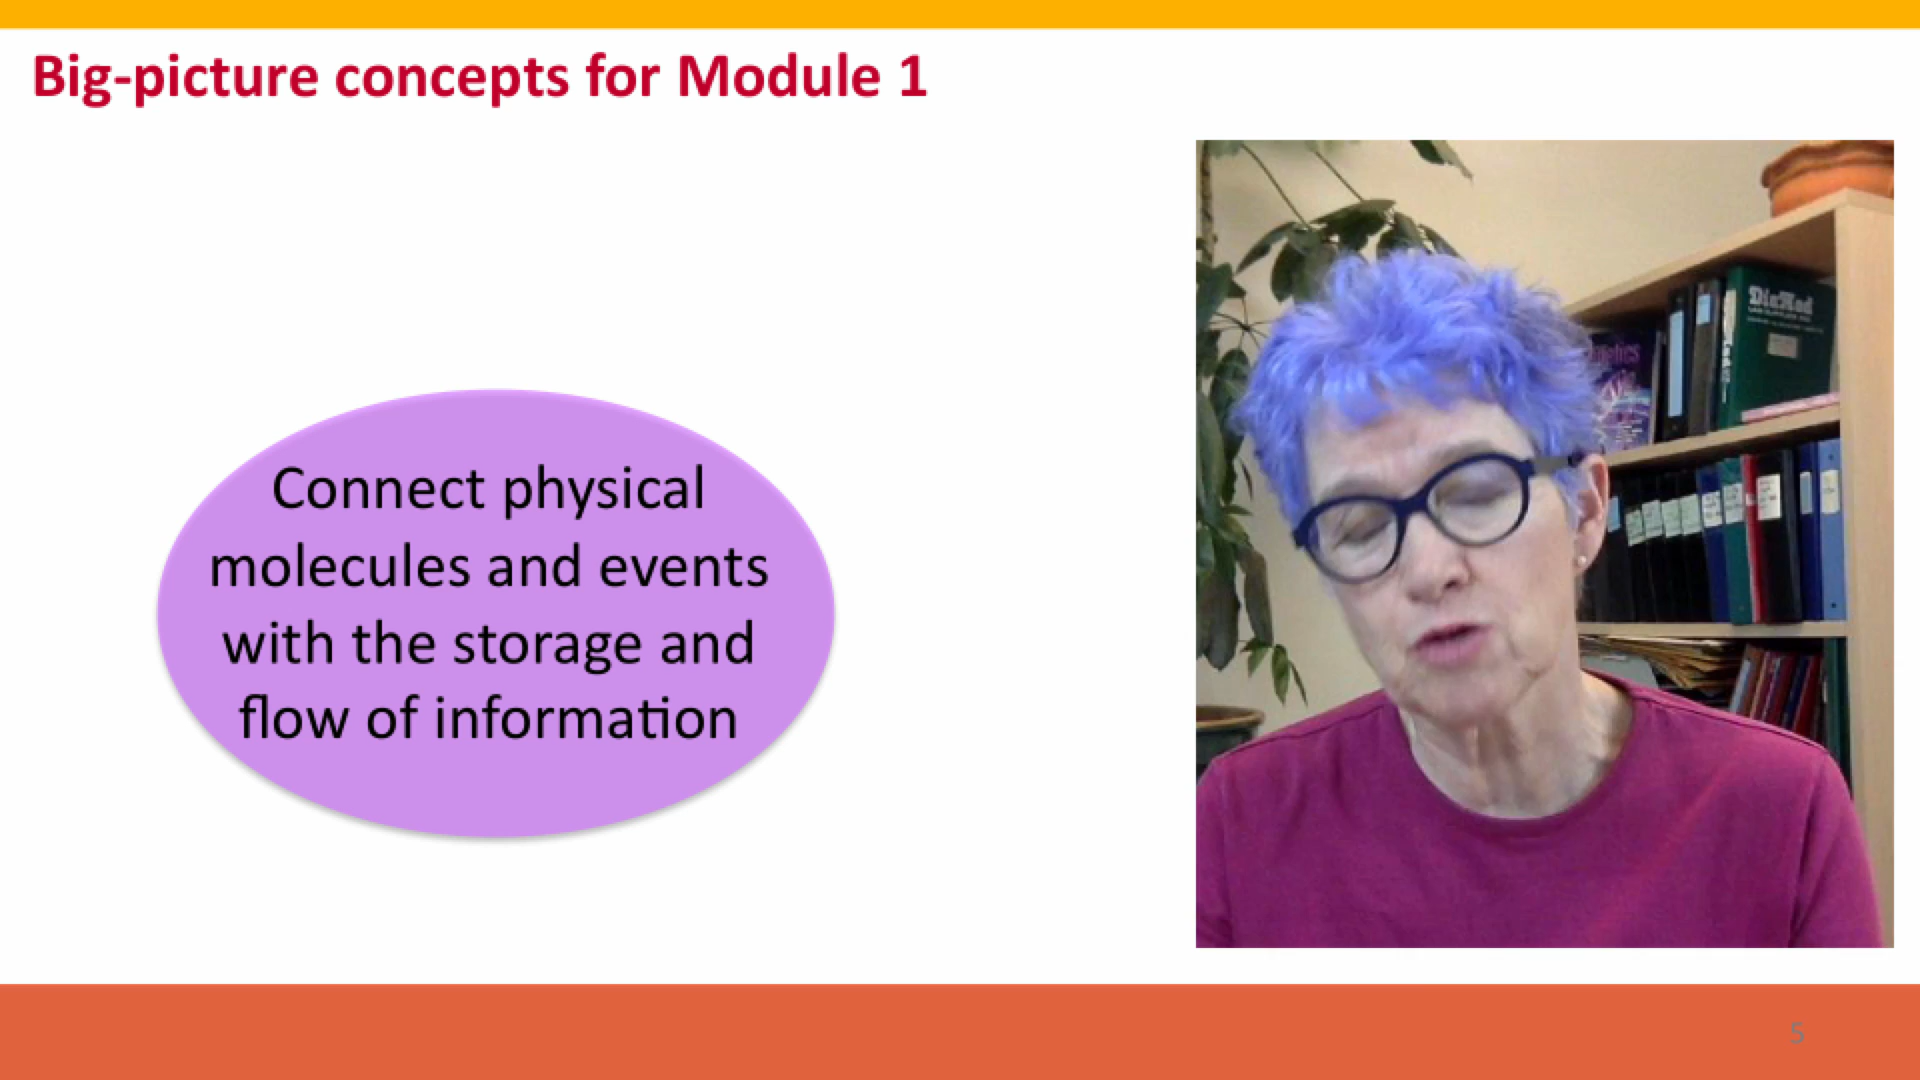 Big-picture concepts for Module 1
Connect physical
molecules and events
with the storage and
flow of information
DiaMed
5